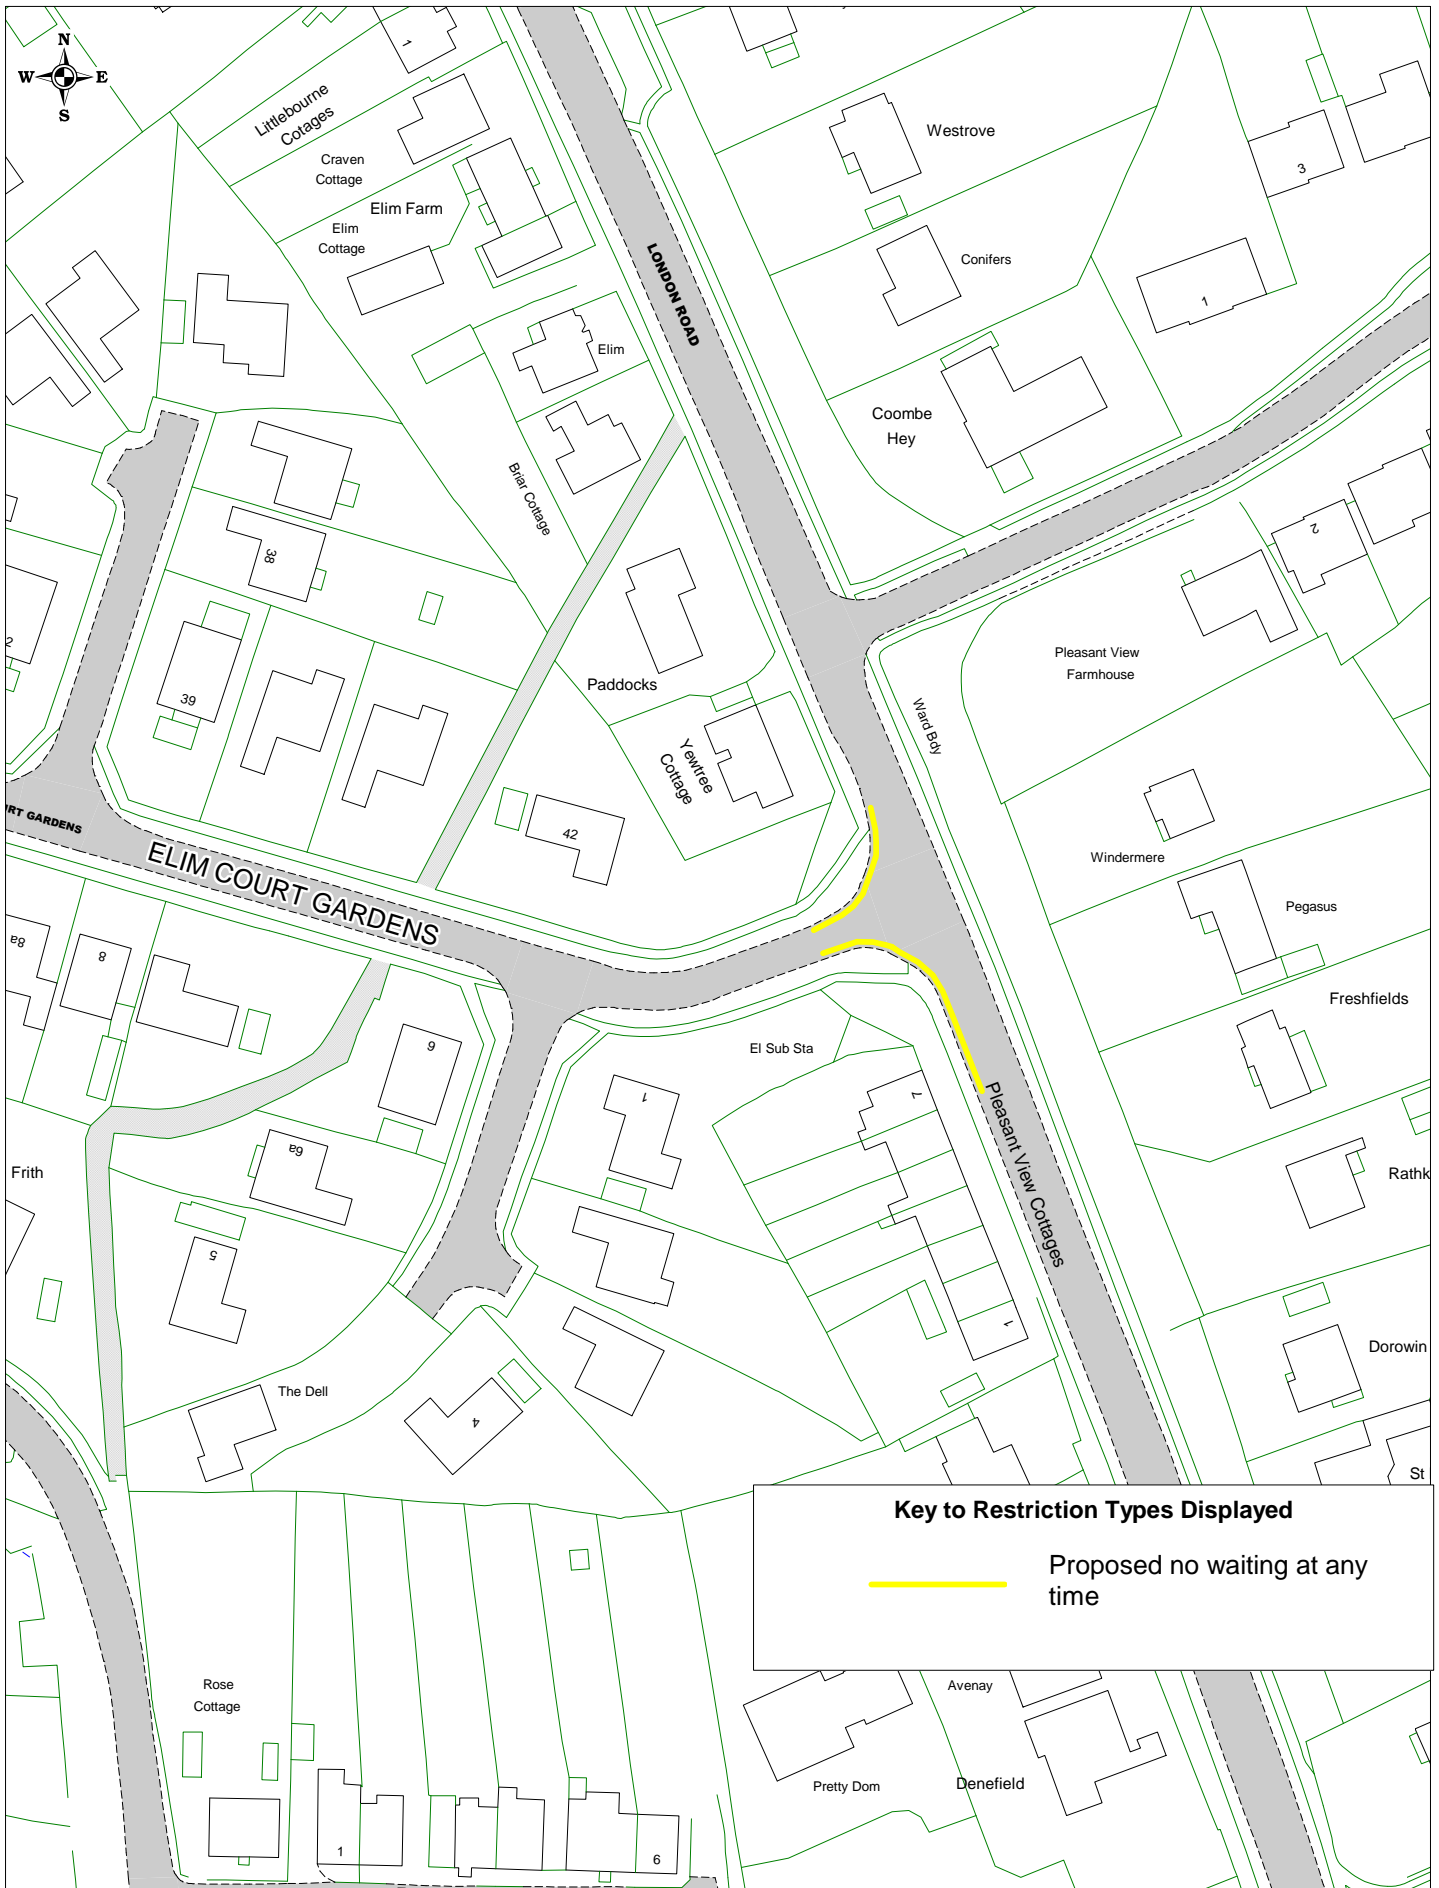 N
W
E
S
1
Littlebourne
Cotages
Craven
Cottage
Elim Farm
Elim
Cottage
Westrove
3
Conifers
1
LONDON ROAD
Elim
Coombe
Hey
Briar Cottage
38
2
2
39
Paddocks
Pleasant View
Farmhouse
Ward Bdy
Yewtree
Cottage
URT GARDENS
42
ELIM COURT GARDENS
Windermere
Pegasus
8a
8
Freshfields
El Sub Sta
9
1
7
Pleasant View Cottages
6a
Frith
Rathk
5
1
Dorowin
The Dell
4
St
Key to Restriction Types Displayed
Proposed no waiting at any
time
Rose
Cottage
Avenay
Pretty Dom
Denefield
1
6